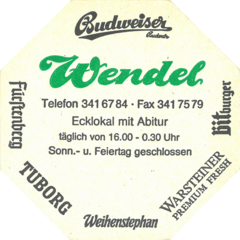 Budweiser
Budvar
Wendel
Telefon 341 67 84 · Fax 341 75 79
Ecklokal mit Abitur
täglich von 16.00 - 0.30 Uhr
Sonn.- u. Feiertag geschlossen
Fürstenberg
Bitburger
TUBORG
WARSTEINER
PREMIUM FRESH
Weihenstephan